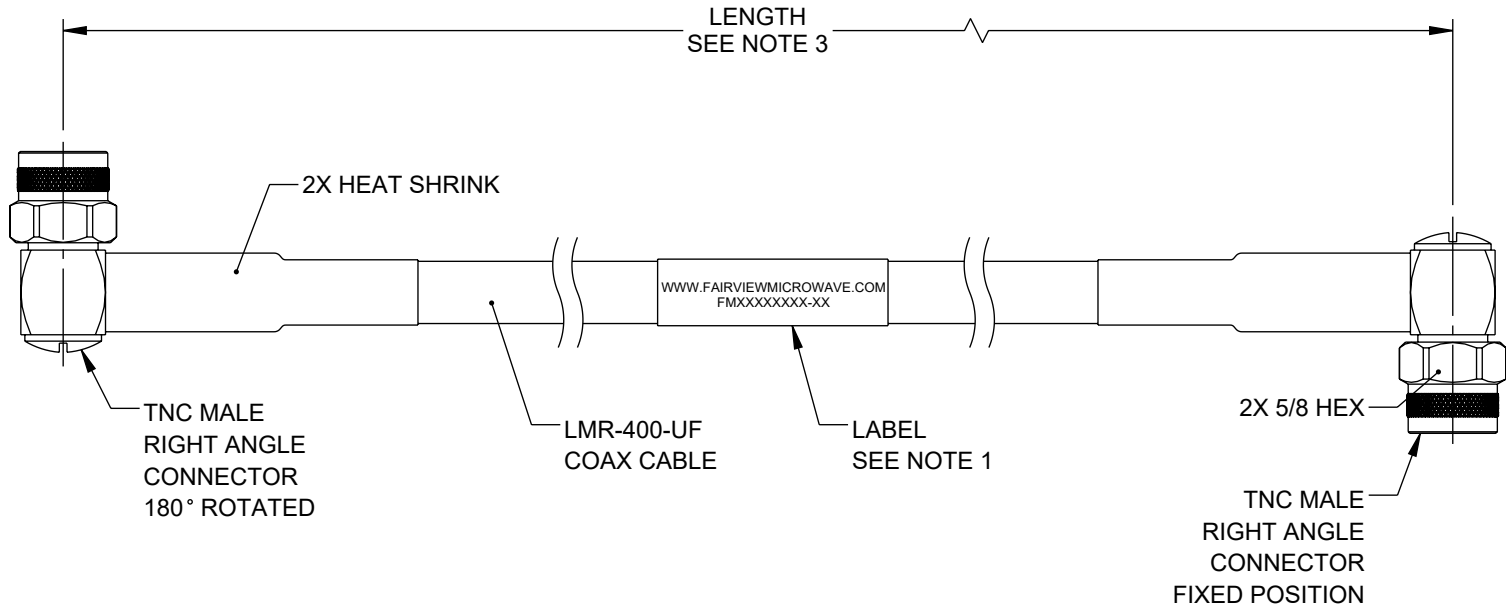 LENGTH
SEE NOTE 3
2X HEAT SHRINK
WWW.FAIRVIEWMICROWAVE.COM
FMXXXXXXXX-XX
TNC MALE
RIGHT ANGLE
CONNECTOR
180° ROTATED
LMR-400-UF
COAX CABLE
LABEL
SEE NOTE 1
2X 5/8 HEX
TNC MALE
RIGHT ANGLE
CONNECTOR
FIXED POSITION